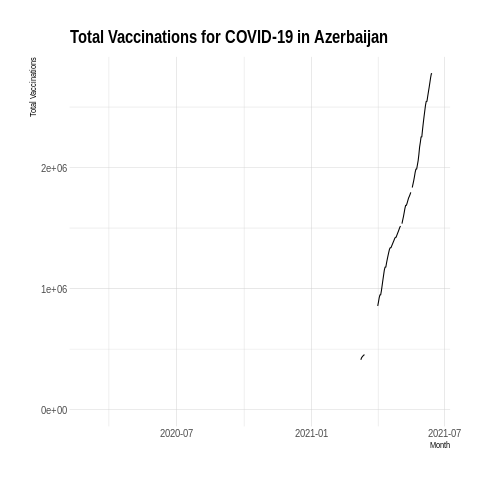 Total Vaccinations for COVID-19 in Azerbaijan
Total Vaccinations
2e+06
1e+06
0e+00
2020-07
2021-01
2021-07
Month